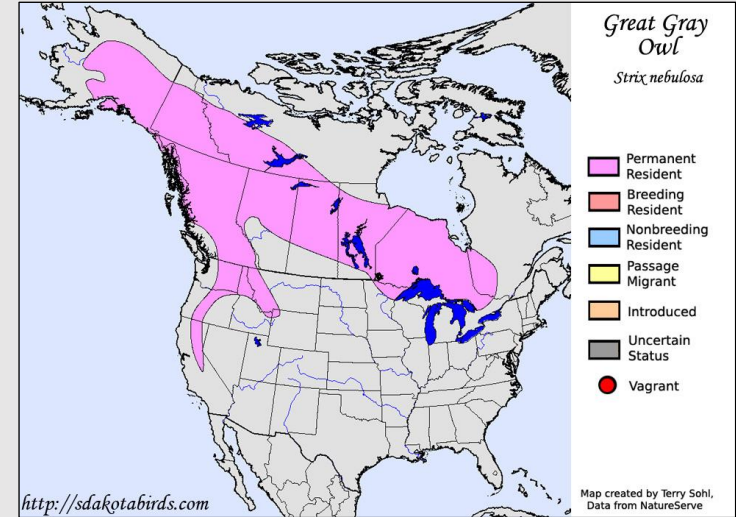 Great Gray
Owl
Strix nebulosa
Permanent
Resident
Breeding
Resident
Nonbreeding
Resident
Passage
Migrant
Introduced
Uncertain
Status
Vagrant
http://sdakotabirds.com
Map created by Terry Sohl,
Data from NatureServe